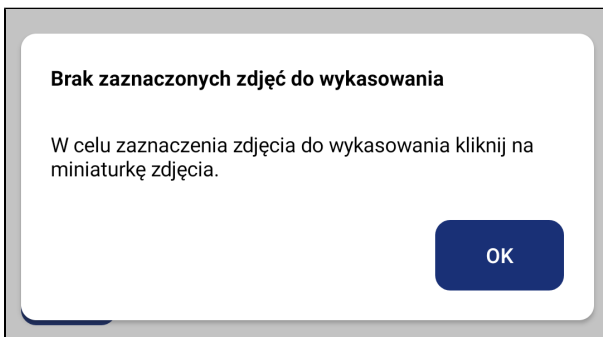 Brak zaznaczonych zdjęć do wykasowania
W celu zaznaczenia zdjęcia do wykasowania kliknij na
miniaturkę zdjęcia.
OK